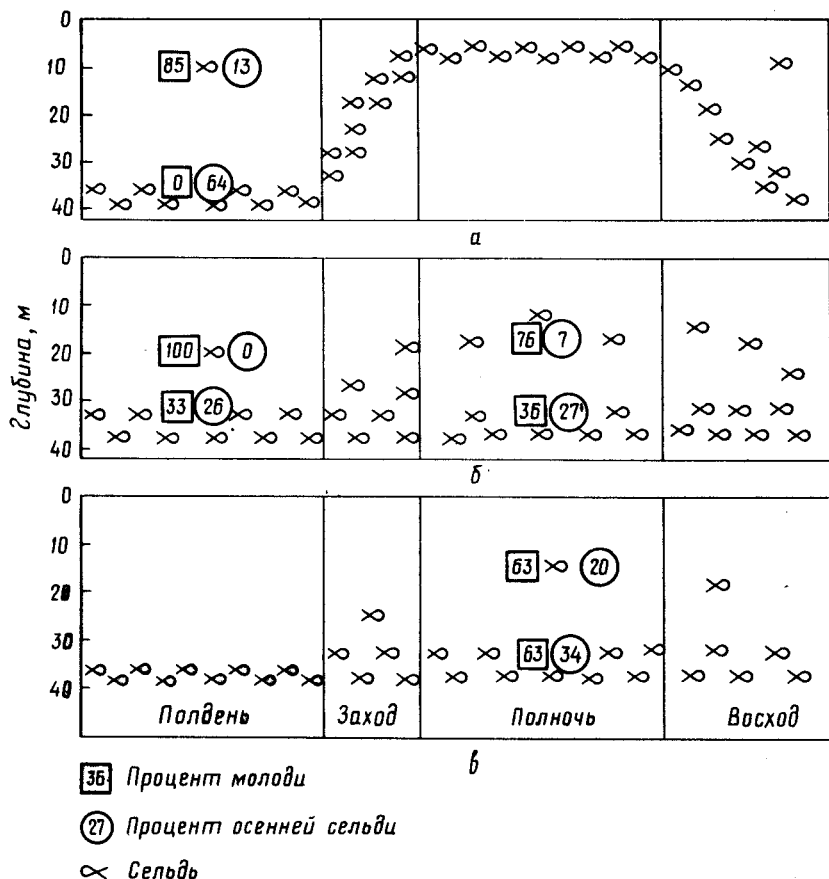 0
10
20
30
40
85
13
0
64
а
Глубина, м
0
10
20
30
40
100
0
33
26
76
7
36
27
б
0
10
20
30
40
63
20
63
34
Полдень
Заход
Полночь
Восход
в
36 Процент молоди
27 Процент осенней сельди
Сельдь